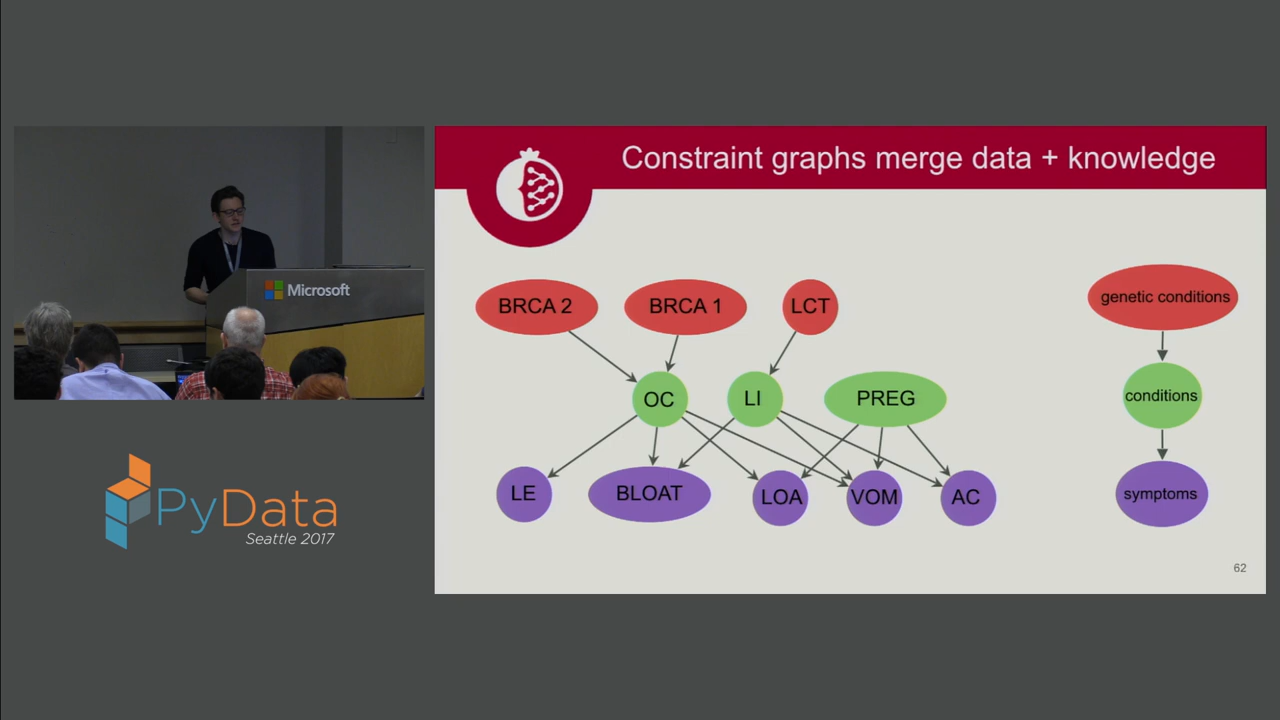 Constraint graphs merge data + knowledge
BRCA 2
BRCA 1
LCT
genetic conditions
OC
LI
PREG
conditions
LE
BLOAT
LOA
VOM
AC
symptoms
62
Microsoft
PyData
Seattle 2017